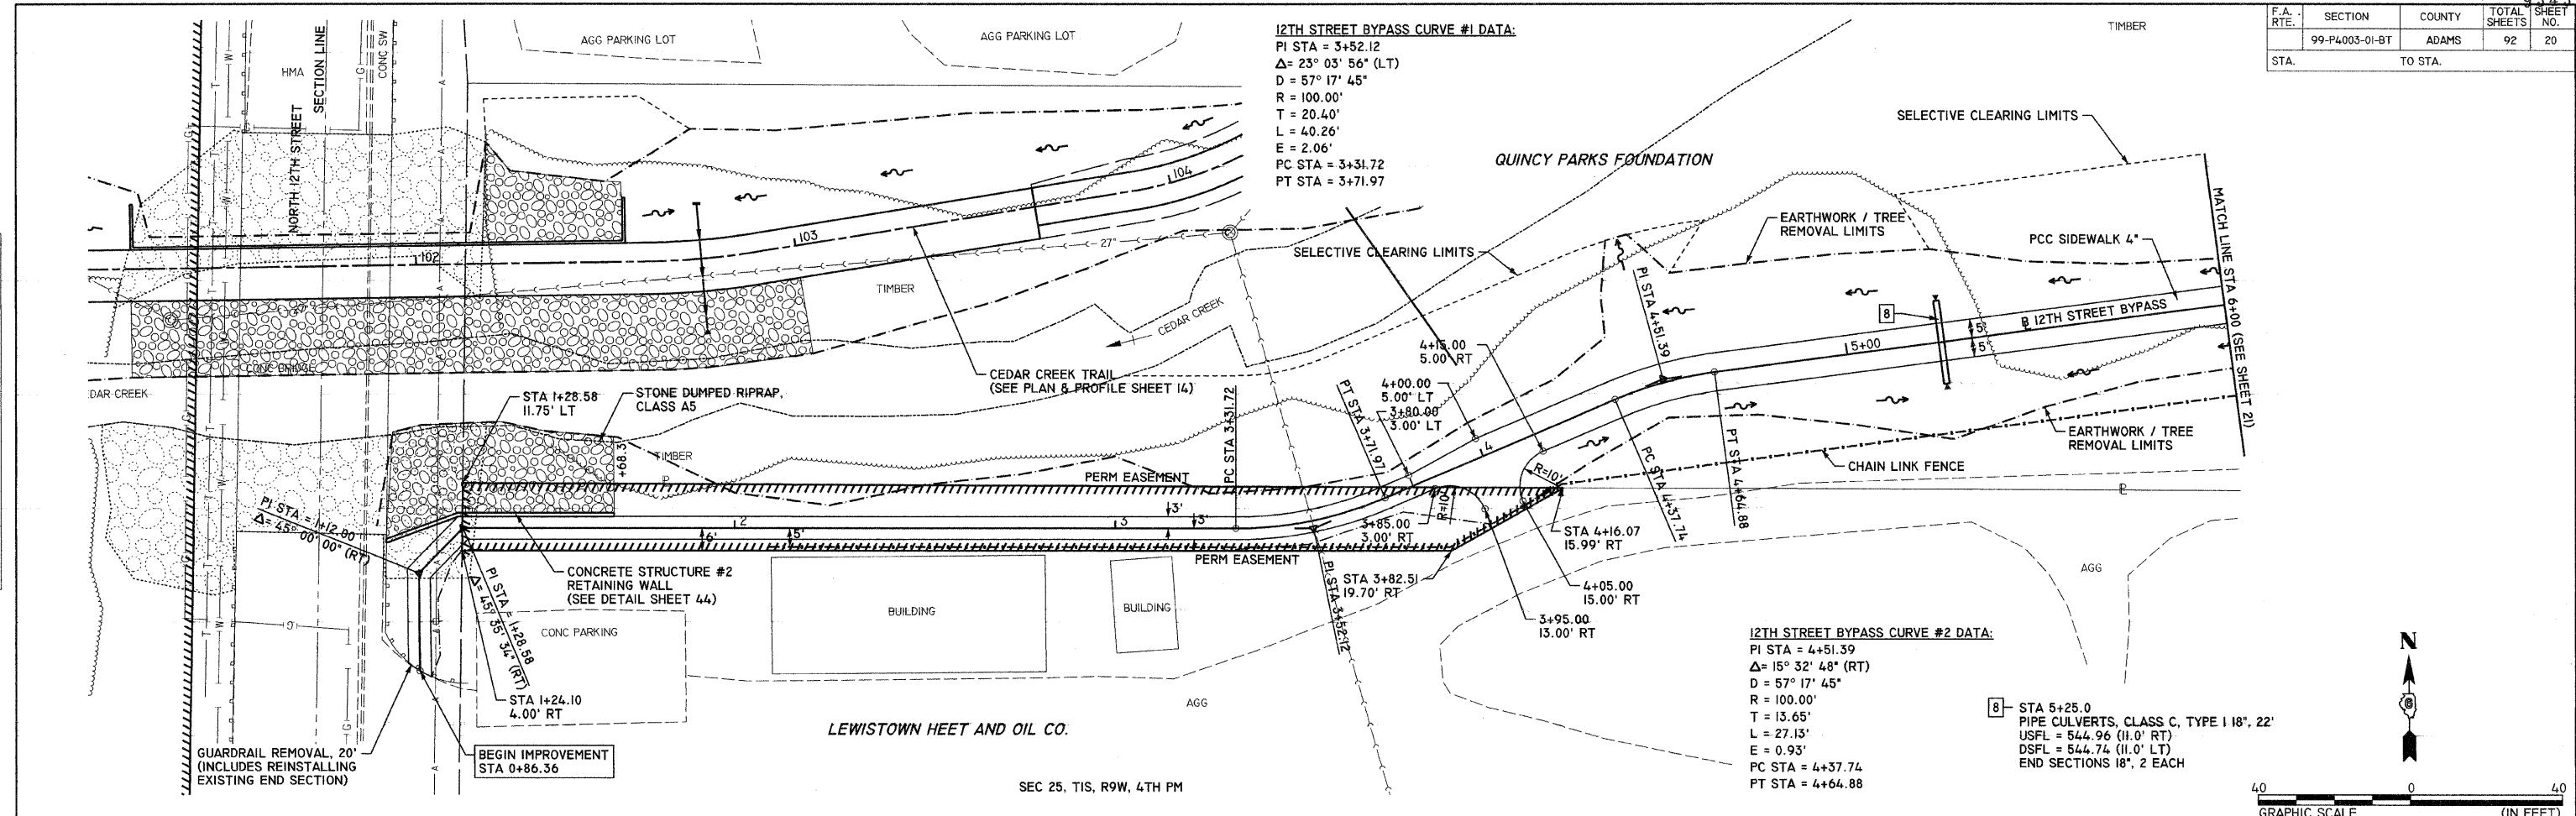 F.A. RTE.
SECTION
COUNTY
TOTAL SHEETS
SHEET NO.
99-P4003-01-BT
ADAMS
92
20
STA.
TO STA.
TIMBER
AGG PARKING LOT
AGG PARKING LOT
HMA
SECTION LINE
NORTH 12TH STREET
CONC SW
12TH STREET BYPASS CURVE #1 DATA:
PI STA = 3+52.12
Δ= 23° 03' 56" (LT)
D = 57° 17' 45"
R = 100.00'
T = 20.40'
L = 40.26'
E = 2.06'
PC STA = 3+31.72
PT STA = 3+71.97
QUINCY PARKS FOUNDATION
SELECTIVE CLEARING LIMITS
EARTHWORK / TREE
REMOVAL LIMITS
SELECTIVE CLEARING LIMITS
PCC SIDEWALK 4"
MATCH LINE STA 6+00 (SEE SHEET 21)
102
103
104
27"
TIMBER
CEDAR CREEK
CEDAR CREEK TRAIL
(SEE PLAN & PROFILE SHEET 14)
CONC BRIDGE
DAR CREEK
STA 1+28.58
11.75' LT
STONE DUMPED RIPRAP,
CLASS A5
+68.3
TIMBER
PERM EASEMENT
PC STA 3+31.72
PT STA 3+71.97
4+15.00
5.00' RT
4+00.00
5.00' LT
3+80.00
3.00' LT
PI STA 4+51.39
8
5'
5'
5+00
12TH STREET BYPASS
4
R=10'
R=10'
PC STA 4+37.74
PT STA 4+64.88
EARTHWORK / TREE
REMOVAL LIMITS
CHAIN LINK FENCE
PI STA = 1+12.80
Δ= 45° 00' 00" (RT)
PI STA = 1+28.58
Δ= 45° 35' 34" (RT)
2
3
3'
3'
6'
5'
3+85.00
3.00' RT
STA 4+16.07
15.99' RT
CONCRETE STRUCTURE #2
RETAINING WALL
(SEE DETAIL SHEET 44)
PERM EASEMENT
STA 3+82.51
19.70' RT
4+05.00
15.00' RT
3+95.00
13.00' RT
PI STA 3+52.12
BUILDING
BUILDING
CONC PARKING
AGG
AGG
STA 1+24.10
4.00' RT
LEWISTOWN HEET AND OIL CO.
GUARDRAIL REMOVAL, 20'
(INCLUDES REINSTALLING
EXISTING END SECTION)
BEGIN IMPROVEMENT
STA 0+86.36
SEC 25, T1S, R9W, 4TH PM
12TH STREET BYPASS CURVE #2 DATA:
PI STA = 4+51.39
Δ= 15° 32' 48" (RT)
D = 57° 17' 45"
R = 100.00'
T = 13.65'
L = 27.13'
E = 0.93'
PC STA = 4+37.74
PT STA = 4+64.88
8
STA 5+25.0
PIPE CULVERTS, CLASS C, TYPE 1 18", 22'
USFL = 544.96 (11.0' RT)
DSFL = 544.74 (11.0' LT)
END SECTIONS 18", 2 EACH
N
40 0 40
GRAPHIC SCALE (IN FEET)